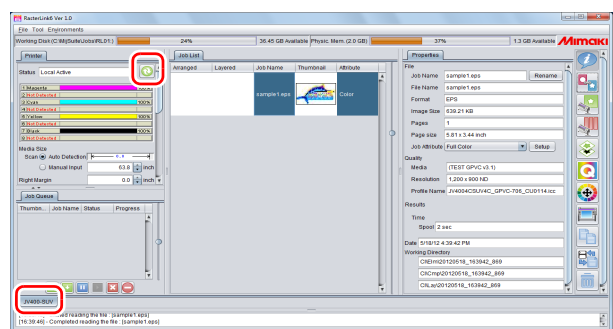 RasterLink6 Ver 1.0
File Tool Environments
Working Disk(C:\MijSuite\Jobs\RL01) 24% 36.45 GB Available Physic. Mem. (2.0 GB) 37% 1.3 GB Available Mimaki
Printer
Status Local Active
1 Magenta 100%
2 Not Detected
3 Cyan 100%
4 Not Detected
5 Yellow 100%
6 Not Detected
7 Black 100%
8 Not Detected
Media Size
Scan Auto Detection
Manual Input 63.8 inch
Right Margin 0.0 inch
Job Queue
Thumbn.. Job Name Status Progress
JV400-SUV
Job List
Arranged Layered Job Name Thumbnail Attribute
sample1.eps
Properties
File
Job Name sample1.eps Rename
File Name sample1.eps
Format EPS
Image Size 639.21 KB
Pages 1
Page size 5.81 x 3.44 inch
Job Attribute Full Color Setup
Quality
Media (TEST GPVC v3.1)
Resolution 1,200 x 900 ND
Profile Name JV4004CSUV4C_GPVC-706_CU0114.icc
Results
Time
Spool 2 sec
Date 5/18/12 4:39:42 PM
Working Directory
C:\IElm\20120518_163942_869
C:\Cmp\20120518_163942_869
C:\Lay\20120518_163942_869
reading the file : [sample1.eps]
[16:39:46] - Completed reading the file : [sample1.eps]